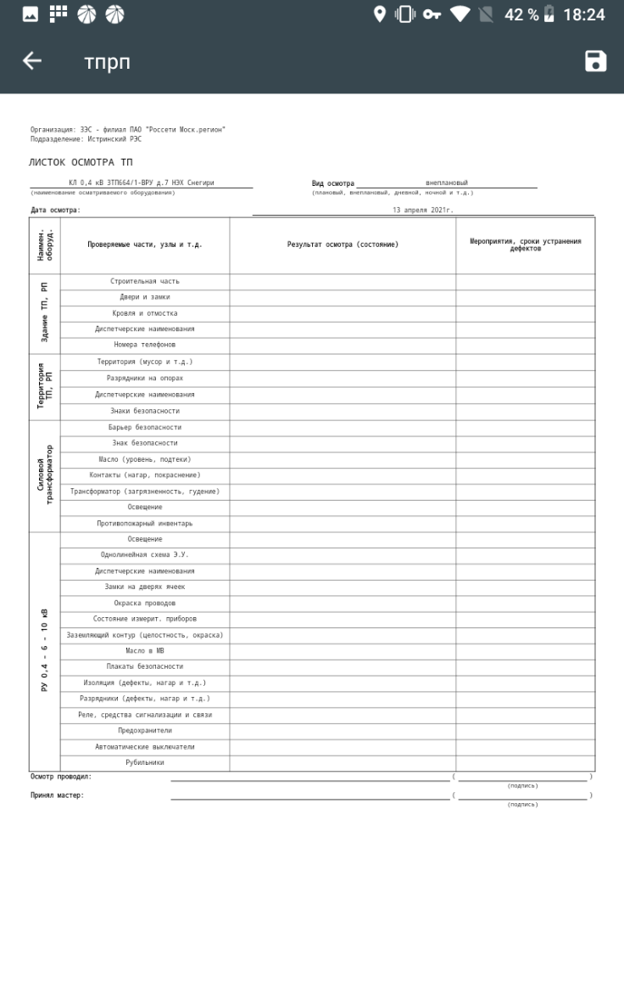 42 % 18:24
тпрп
Организация: ЗЭС - филиал ПАО "Россети Моск.регион"
Подразделение: Истринский РЭС
ЛИСТОК ОСМОТРА ТП
КЛ 0,4 кВ ЗТП664/1-ВРУ д.7 НЭХ Снегири
Вид осмотра внеплановый
(наименование осматриваемого оборудования)
(плановый, внеплановый, дневной, ночной и т.д.)
Дата осмотра: 13 апреля 2021г.
Наимен. оборуд.
Проверяемые части, узлы и т.д.
Результат осмотра (состояние)
Мероприятия, сроки устранения
дефектов
Здание ТП, РП
Строительная часть
Двери и замки
Кровля и отмостка
Диспетчерские наименования
Номера телефонов
Территория
ТП, РП
Территория (мусор и т.д.)
Разрядники на опорах
Диспетчерские наименования
Знаки безопасности
Силовой
трансформатор
Барьер безопасности
Знак безопасности
Масло (уровень, подтеки)
Контакты (нагар, покраснение)
Трансформатор (загрязненность, гудение)
Освещение
Противопожарный инвентарь
РУ 0,4 - 6 - 10 кВ
Освещение
Однолинейная схема Э.У.
Диспетчерские наименования
Замки на дверях ячеек
Окраска проводов
Состояние измерит. приборов
Заземляющий контур (целостность, окраска)
Масло в МВ
Плакаты безопасности
Изоляция (дефекты, нагар и т.д.)
Разрядники (дефекты, нагар и т.д.)
Реле, средства сигнализации и связи
Предохранители
Автоматические выключатели
Рубильники
Осмотр проводил: ( )
(подпись)
Принял мастер: ( )
(подпись)